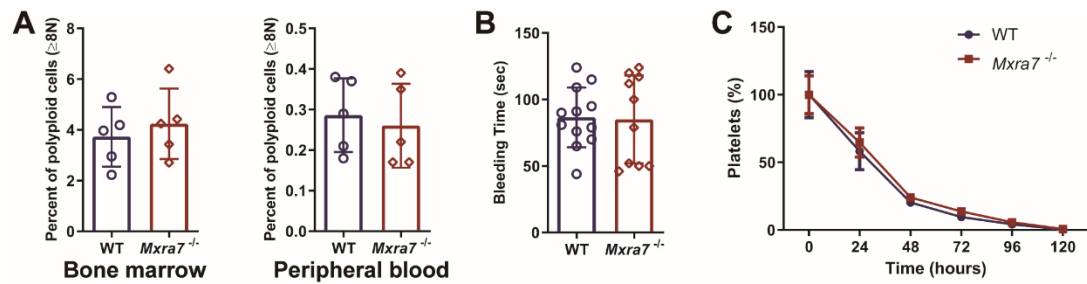 A
Percent of polyploid cells (≥8N)
8
6
4
2
0
WT
Mxra7 -/-
Bone marrow
Percent of polyploid cells (≥8N)
0.5
0.4
0.3
0.2
0.1
0.0
WT
Mxra7 -/-
Peripheral blood
B
Bleeding Time (sec)
150
100
50
0
WT
Mxra7 -/-
C
WT
Mxra7 -/-
Platelets (%)
150
100
50
0
0 24 48 72 96 120
Time (hours)